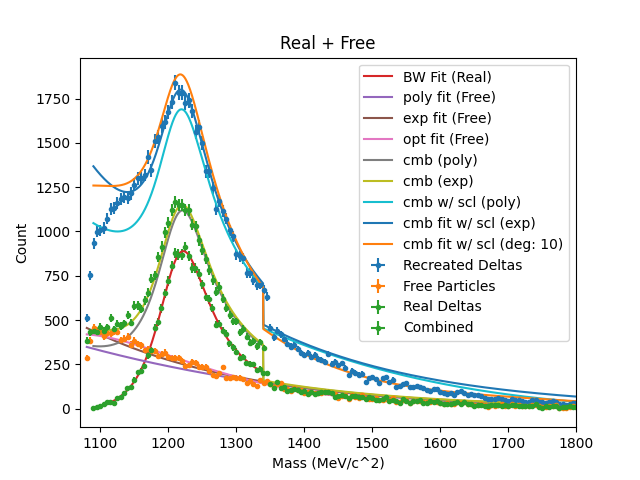 Real + Free
Count
1750
1500
1250
1000
750
500
250
0
1100
1200
1300
1400
1500
1600
1700
1800
Mass (MeV/c^2)
BW Fit (Real)
poly fit (Free)
exp fit (Free)
opt fit (Free)
cmb (poly)
cmb (exp)
cmb w/ scl (poly)
cmb fit w/ scl (exp)
cmb fit w/ scl (deg: 10)
Recreated Deltas
Free Particles
Real Deltas
Combined